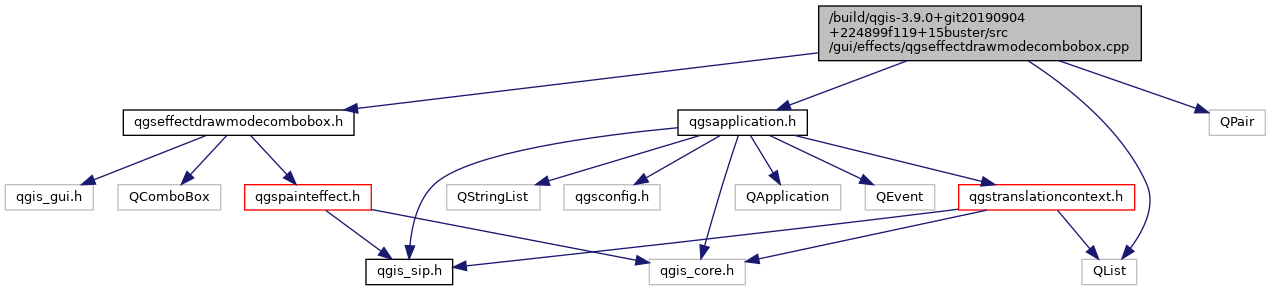 /build/qgis-3.9.0+git20190904
+224899f119+15buster/src
/gui/effects/qgseffectdrawmodecombobox.cpp
qgseffectdrawmodecombobox.h
qgsapplication.h
QPair
qgis_gui.h
QComboBox
qgspainteffect.h
QStringList
qgsconfig.h
QApplication
QEvent
qgstranslationcontext.h
qgis_sip.h
qgis_core.h
QList